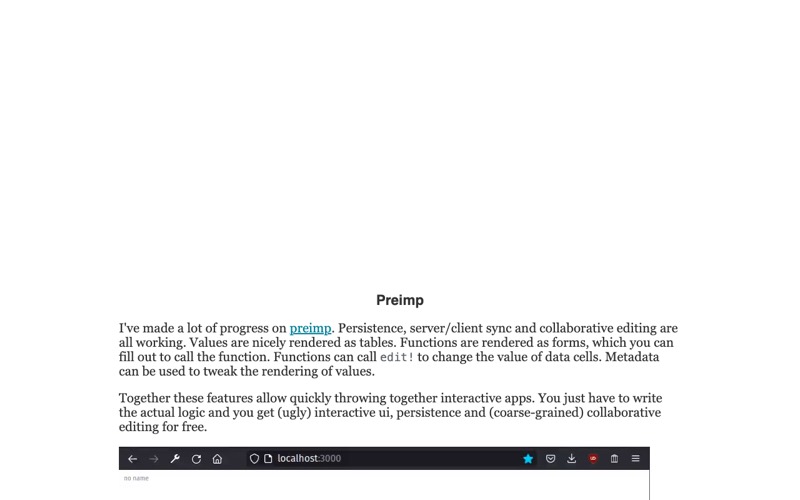 Preimp
I've made a lot of progress on preimp. Persistence, server/client sync and collaborative editing are
all working. Values are nicely rendered as tables. Functions are rendered as forms, which you can
fill out to call the function. Functions can call edit! to change the value of data cells. Metadata
can be used to tweak the rendering of values.
Together these features allow quickly throwing together interactive apps. You just have to write
the actual logic and you get (ugly) interactive ui, persistence and (coarse-grained) collaborative
editing for free.
localhost:3000
no name